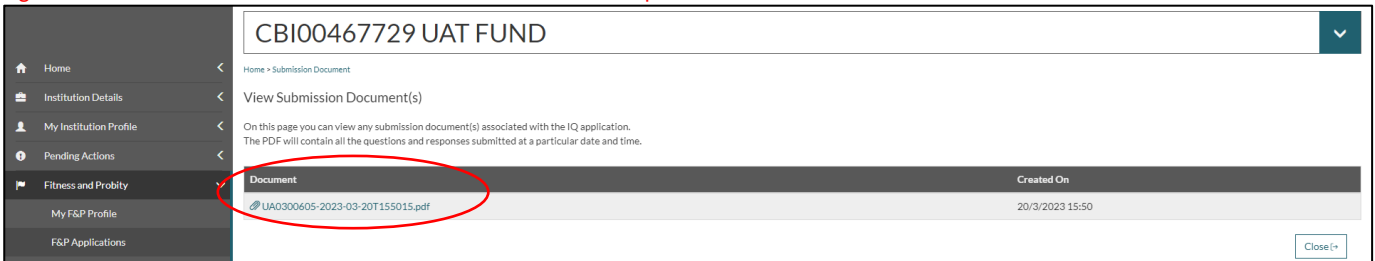 CBI00467729 UAT FUND
Home
Institution Details
My Institution Profile
Pending Actions
Fitness and Probity
My F&P Profile
F&P Applications
Home > Submission Document
View Submission Document(s)
On this page you can view any submission document(s) associated with the IQ application.
The PDF will contain all the questions and responses submitted at a particular date and time.
Document Created On
UA0300605-2023-03-20T155015.pdf 20/3/2023 15:50
Close